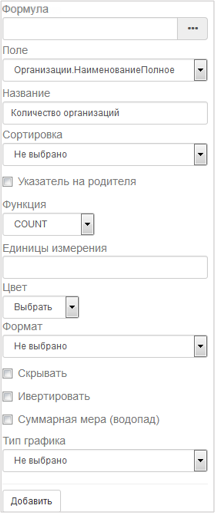 Формула
•••
Поле
Организации.НаименованиеПолное
Название
Количество организаций
Сортировка
Не выбрано
Указатель на родителя
Функция
COUNT
Единицы измерения
Цвет
Выбрать
Формат
Не выбрано
Скрывать
Ивертировать
Суммарная мера (водопад)
Тип графика
Не выбрано
Добавить